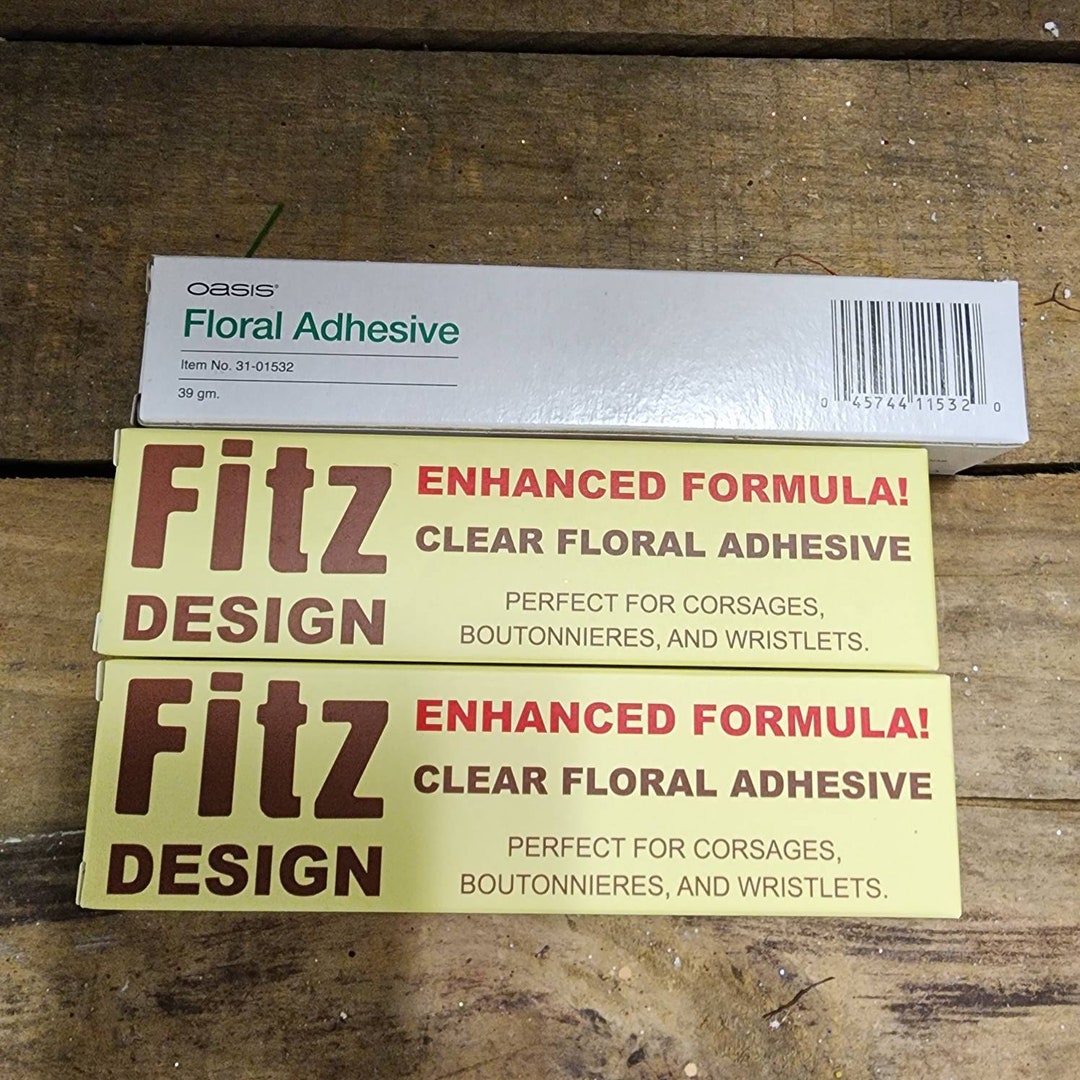 OASIS®
Floral Adhesive
Item No. 31-01532
39 gm.
0 45744 11532 0
Fitz
DESIGN
ENHANCED FORMULA!
CLEAR FLORAL ADHESIVE
PERFECT FOR CORSAGES,
BOUTONNIERES, AND WRISTLETS.
Fitz
DESIGN
ENHANCED FORMULA!
CLEAR FLORAL ADHESIVE
PERFECT FOR CORSAGES,
BOUTONNIERES, AND WRISTLETS.